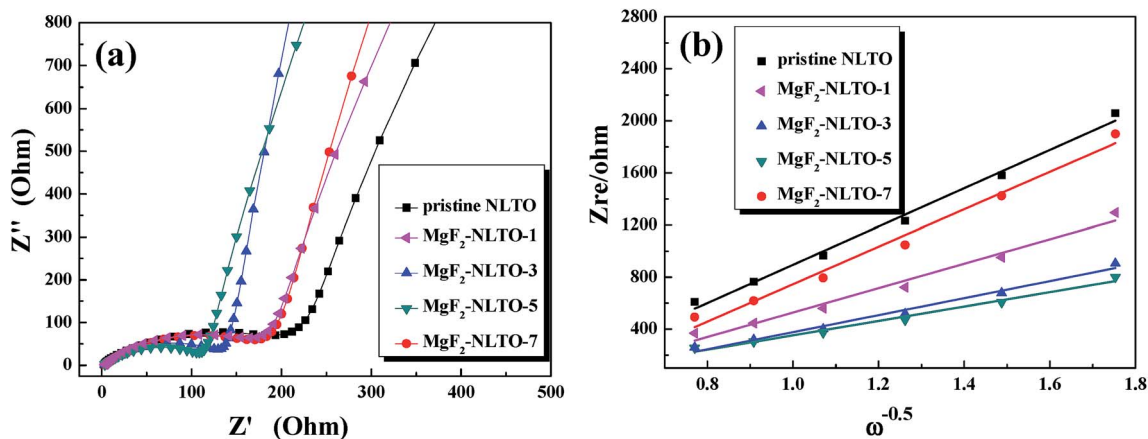 (a)
800
700
600
500
400
300
200
100
0
Z'' (Ohm)
0 100 200 300 400 500
Z' (Ohm)
pristine NLTO
MgF₂-NLTO-1
MgF₂-NLTO-3
MgF₂-NLTO-5
MgF₂-NLTO-7
(b)
2800
2400
2000
1600
1200
800
400
Zre/ohm
0.8 1.0 1.2 1.4 1.6 1.8
ω^-0.5
pristine NLTO
MgF₂-NLTO-1
MgF₂-NLTO-3
MgF₂-NLTO-5
MgF₂-NLTO-7